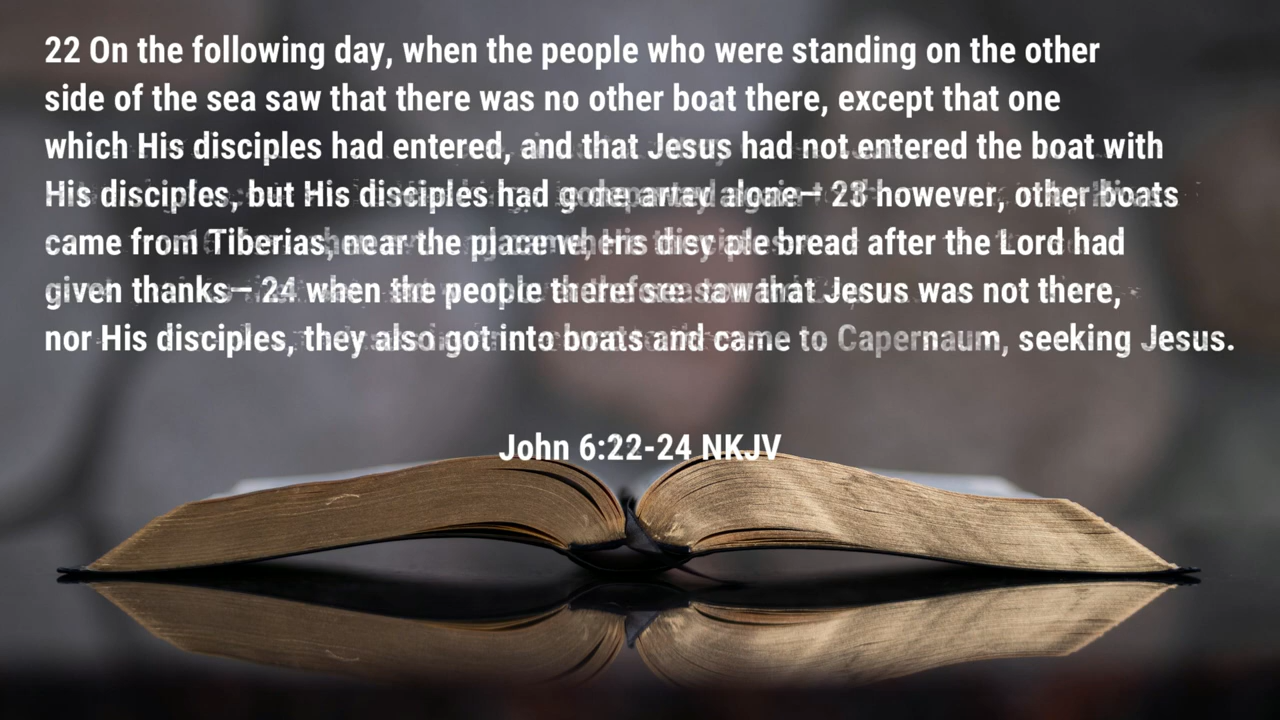 22 On the following day, when the people who were standing on the other
side of the sea saw that there was no other boat there, except that one
which His disciples had entered, and that Jesus had not entered the boat with
His disciples, but His disciples had alone— 23 however, other boats
came from Tiberias, near the bread after the Lord had
given thanks— 24 when the people that Jesus was not there,
nor His disciples, they also got into boats and came to Capernaum, seeking Jesus.
John 6:22-24 NKJV